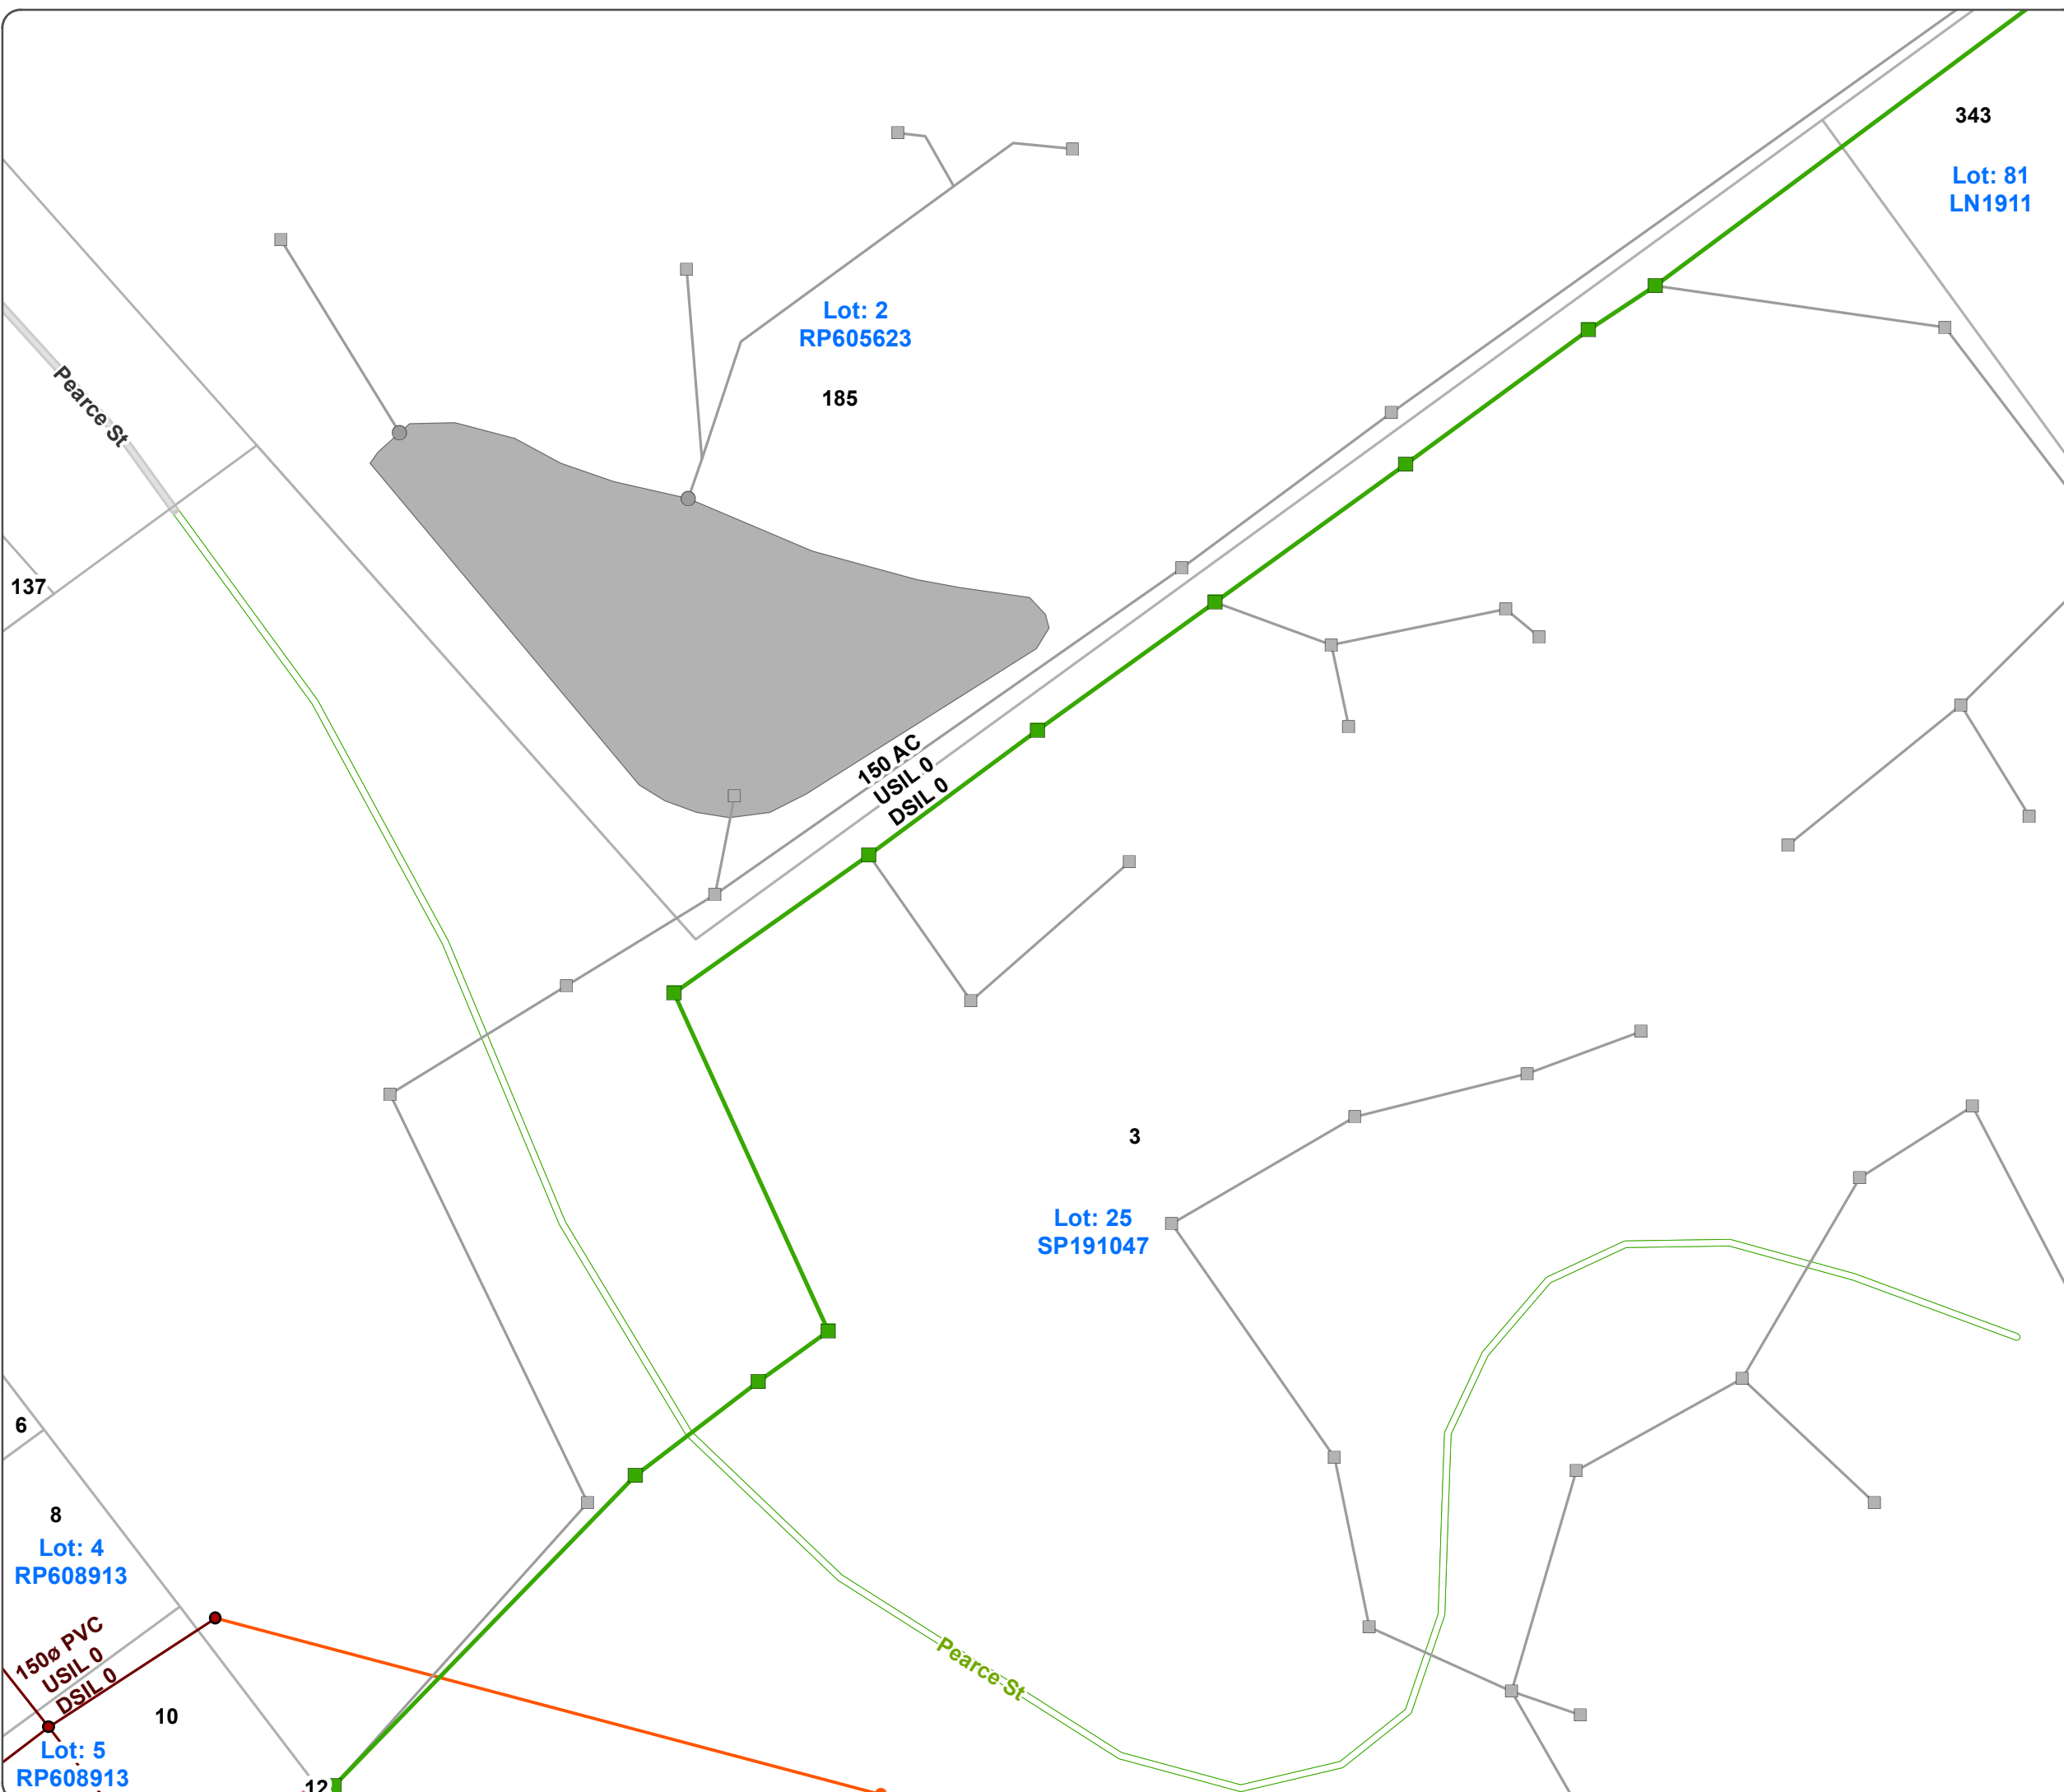 343
Lot: 81
LN1911
Lot: 2
RP605623
185
Pearce St
137
150 AC
USIL 0
DSIL 0
3
Lot: 25
SP191047
6
8
Lot: 4
RP608913
150ø PVC
USIL 0
DSIL 0
Pearce St
10
Lot: 5
RP608913
12